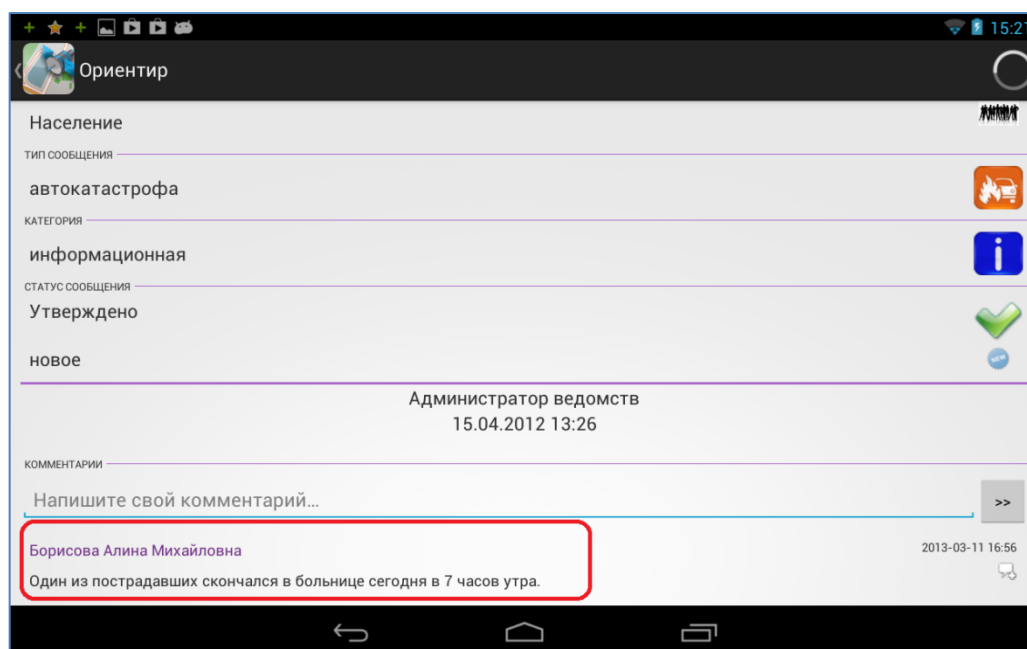 15:21
Ориентир
Население
ТИП СООБЩЕНИЯ
автокатастрофа
КАТЕГОРИЯ
информационная
СТАТУС СООБЩЕНИЯ
Утверждено
новое
NEW
Администратор ведомств
15.04.2012 13:26
КОММЕНТАРИИ
Напишите свой комментарий...
>>
Борисова Алина Михайловна
2013-03-11 16:56
Один из пострадавших скончался в больнице сегодня в 7 часов утра.